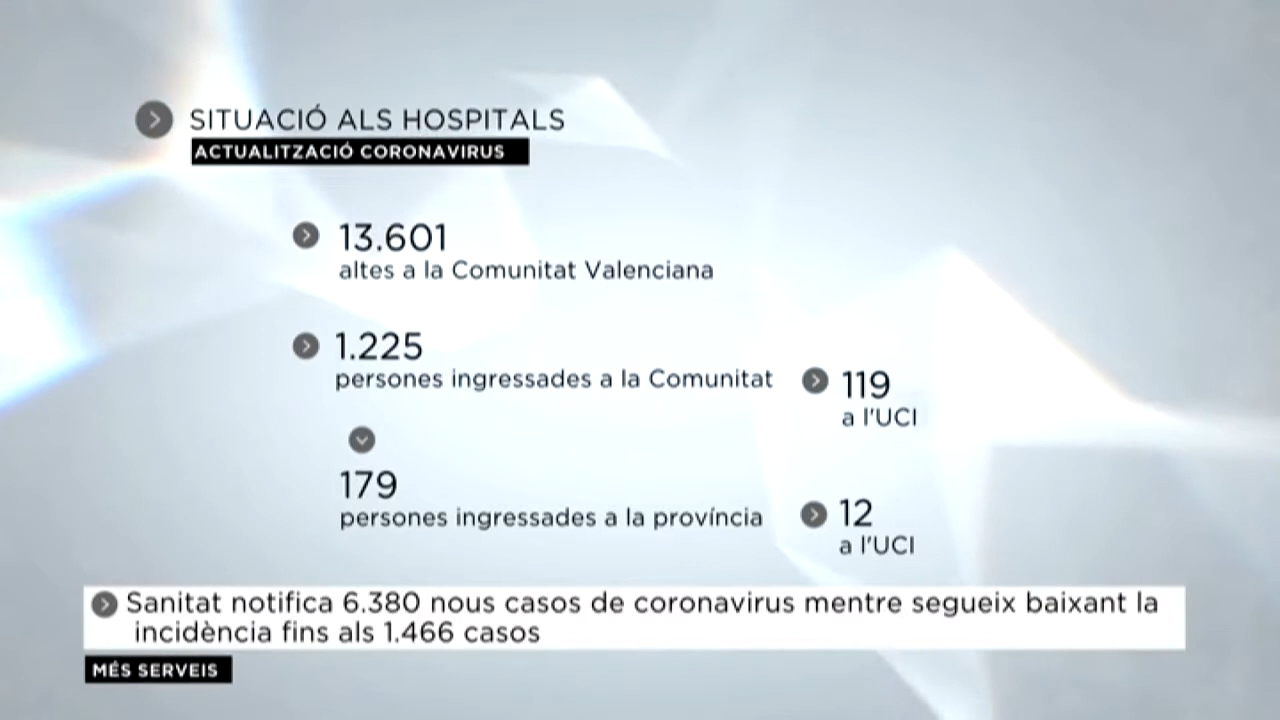 SITUACIÓ ALS HOSPITALS
ACTUALITZACIÓ CORONAVIRUS
13.601
altes a la Comunitat Valenciana
1.225
persones ingressades a la Comunitat
119
a l'UCI
179
persones ingressades a la província
12
a l'UCI
Sanitat notifica 6.380 nous casos de coronavirus mentre segueix baixant la
incidència fins als 1.466 casos
MÉS SERVEIS